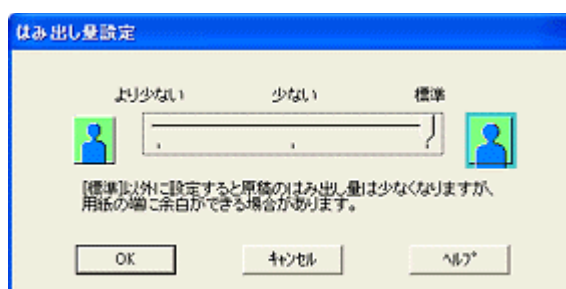 はみ出し量設定
より少ない 少ない 標準
[標準]以外に設定すると原稿のはみ出し量は少なくなりますが、
用紙の端に余白ができる場合があります。
OK ｷｬﾝｾﾙ ﾍﾙﾌﾟ